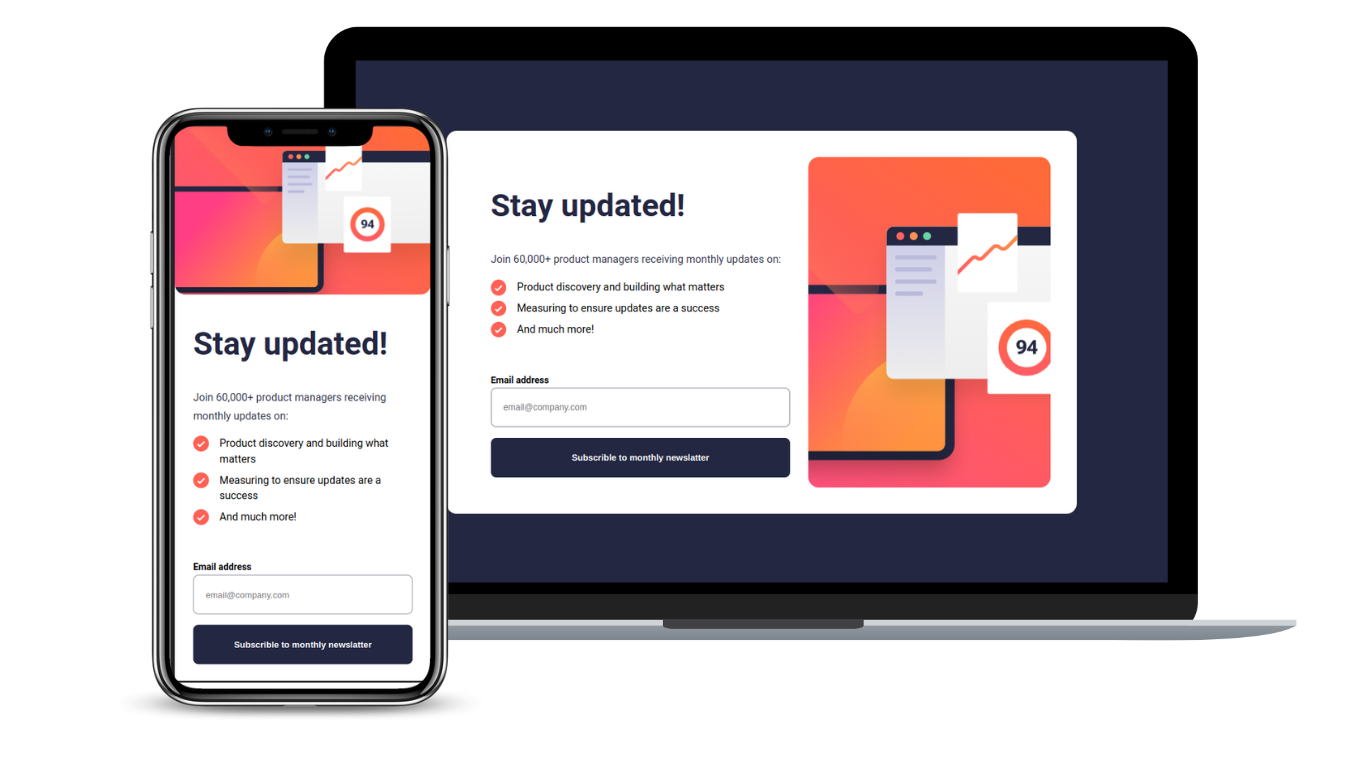 94
Stay updated!
Join 60,000+ product managers receiving
monthly updates on:
Product discovery and building what
matters
Measuring to ensure updates are a
success
And much more!
Email address
email@company.com
Subscrible to monthly newslatter
Stay updated!
Join 60,000+ product managers receiving monthly updates on:
Product discovery and building what matters
Measuring to ensure updates are a success
And much more!
Email address
email@company.com
Subscrible to monthly newslatter
94